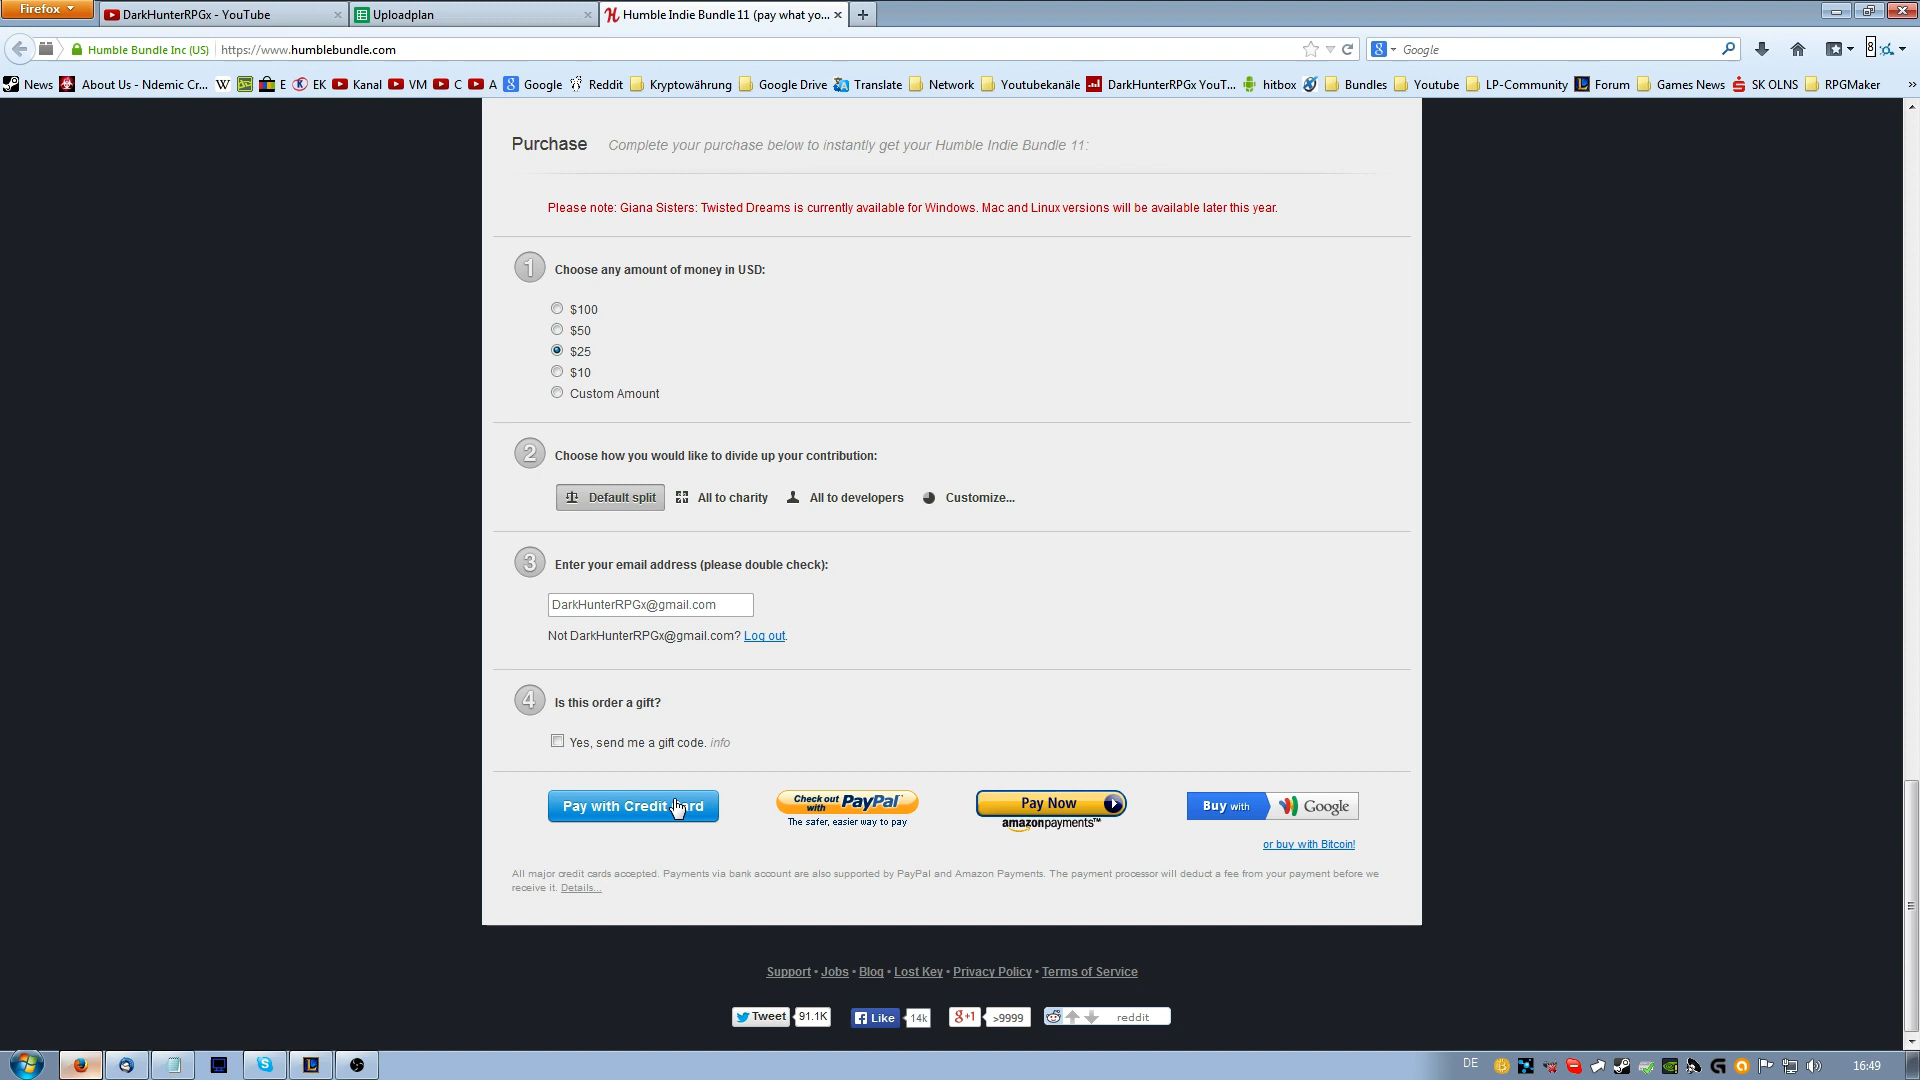 Firefox
DarkHunterRPGx - YouTube
Uploadplan
Humble Indie Bundle 11 (pay what yo...
Humble Bundle Inc (US)
https://www.humblebundle.com
Google
8
News
About Us - Ndemic Cr...
W
E
EK
Kanal
VM
C
A
Google
Reddit
Kryptowährung
Google Drive
Translate
Network
Youtubekanäle
DarkHunterRPGx YouT...
hitbox
Bundles
Youtube
LP-Community
Forum
Games News
SK OLNS
RPGMaker
»
Purchase
Complete your purchase below to instantly get your Humble Indie Bundle 11:
Please note: Giana Sisters: Twisted Dreams is currently available for Windows. Mac and Linux versions will be available later this year.
1 Choose any amount of money in USD:
$100
$50
$25
$10
Custom Amount
2 Choose how you would like to divide up your contribution:
Default split
All to charity
All to developers
Customize...
3 Enter your email address (please double check):
DarkHunterRPGx@gmail.com
Not DarkHunterRPGx@gmail.com? Log out.
4 Is this order a gift?
Yes, send me a gift code. info
Pay with Credit Card
Check out with PayPal
The safer, easier way to pay
Pay Now
amazonpayments™
Buy with Google
or buy with Bitcoin!
All major credit cards accepted. Payments via bank account are also supported by PayPal and Amazon Payments. The payment processor will deduct a fee from your payment before we
receive it. Details...
Support • Jobs • Blog • Lost Key • Privacy Policy • Terms of Service
Tweet
91.1K
Like
14k
g+1
>9999
reddit
DE
16:49